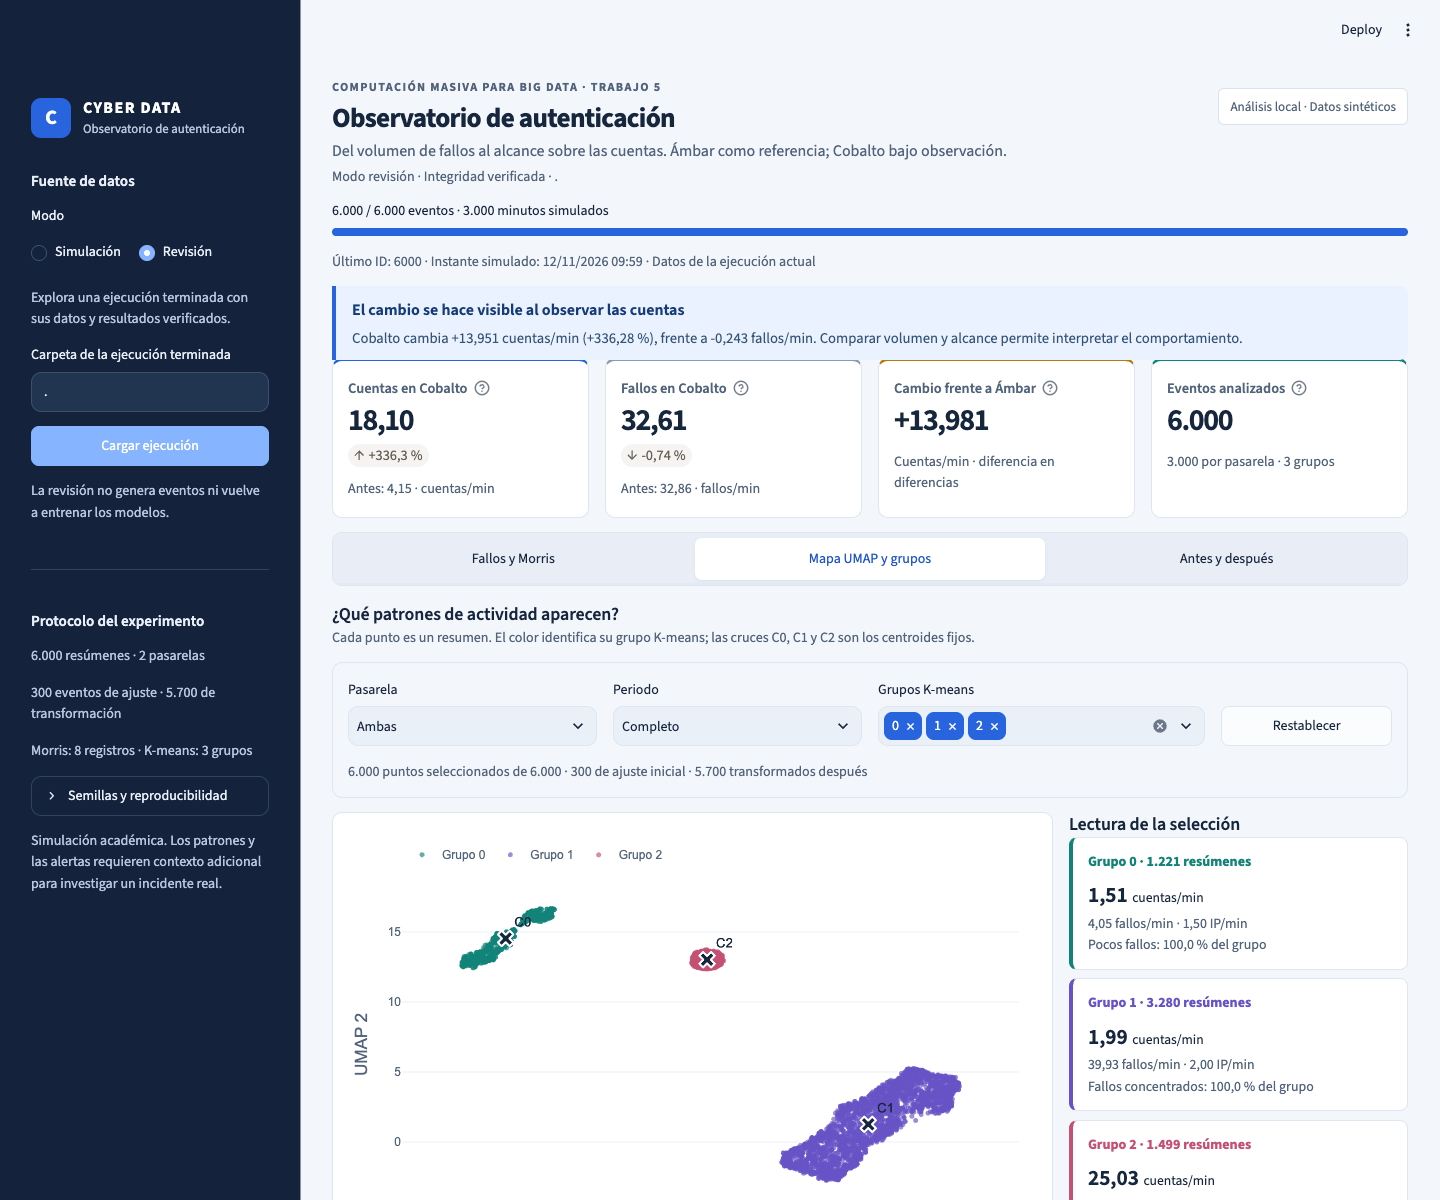 Deploy
C
CYBER DATA
Observatorio de autenticación
Fuente de datos
Modo
Simulación
Revisión
Explora una ejecución terminada con
sus datos y resultados verificados.
Carpeta de la ejecución terminada
.
Cargar ejecución
La revisión no genera eventos ni vuelve
a entrenar los modelos.
Protocolo del experimento
6.000 resúmenes · 2 pasarelas
300 eventos de ajuste · 5.700 de
transformación
Morris: 8 registros · K-means: 3 grupos
Semillas y reproducibilidad
Simulación académica. Los patrones y
las alertas requieren contexto adicional
para investigar un incidente real.
COMPUTACIÓN MASIVA PARA BIG DATA · TRABAJO 5
Observatorio de autenticación
Análisis local · Datos sintéticos
Del volumen de fallos al alcance sobre las cuentas. Ámbar como referencia; Cobalto bajo observación.
Modo revisión · Integridad verificada · .
6.000 / 6.000 eventos · 3.000 minutos simulados
Último ID: 6000 · Instante simulado: 12/11/2026 09:59 · Datos de la ejecución actual
El cambio se hace visible al observar las cuentas
Cobalto cambia +13,951 cuentas/min (+336,28 %), frente a -0,243 fallos/min. Comparar volumen y alcance permite interpretar el comportamiento.
Cuentas en Cobalto
18,10
↑ +336,3 %
Antes: 4,15 · cuentas/min
Fallos en Cobalto
32,61
↓ -0,74 %
Antes: 32,86 · fallos/min
Cambio frente a Ámbar
+13,981
Cuentas/min · diferencia en
diferencias
Eventos analizados
6.000
3.000 por pasarela · 3 grupos
Fallos y Morris
Mapa UMAP y grupos
Antes y después
¿Qué patrones de actividad aparecen?
Cada punto es un resumen. El color identifica su grupo K-means; las cruces C0, C1 y C2 son los centroides fijos.
Pasarela
Ambas
Periodo
Completo
Grupos K-means
0 ×
1 ×
2 ×
Restablecer
6.000 puntos seleccionados de 6.000 · 300 de ajuste inicial · 5.700 transformados después
Grupo 0
Grupo 1
Grupo 2
15
10
5
0
UMAP 2
C0
C2
C1
Lectura de la selección
Grupo 0 · 1.221 resúmenes
1,51 cuentas/min
4,05 fallos/min · 1,50 IP/min
Pocos fallos: 100,0 % del grupo
Grupo 1 · 3.280 resúmenes
1,99 cuentas/min
39,93 fallos/min · 2,00 IP/min
Fallos concentrados: 100,0 % del grupo
Grupo 2 · 1.499 resúmenes
25,03 cuentas/min